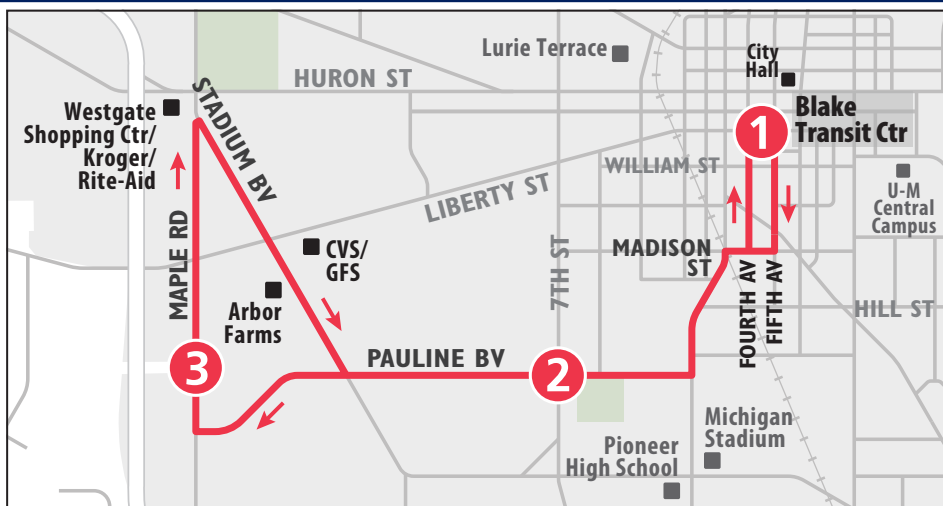 Lurie Terrace
City
Hall
HURON ST
STADIUM BV
Westgate
Shopping Ctr/
Kroger/
Rite-Aid
Blake
Transit Ctr
1
WILLIAM ST
LIBERTY ST
U-M
Central
Campus
MAPLE RD
CVS/
GFS
MADISON
ST
7TH ST
Arbor
Farms
FOURTH AV
FIFTH AV
HILL ST
PAULINE BV
2
3
Michigan
Stadium
Pioneer
High School